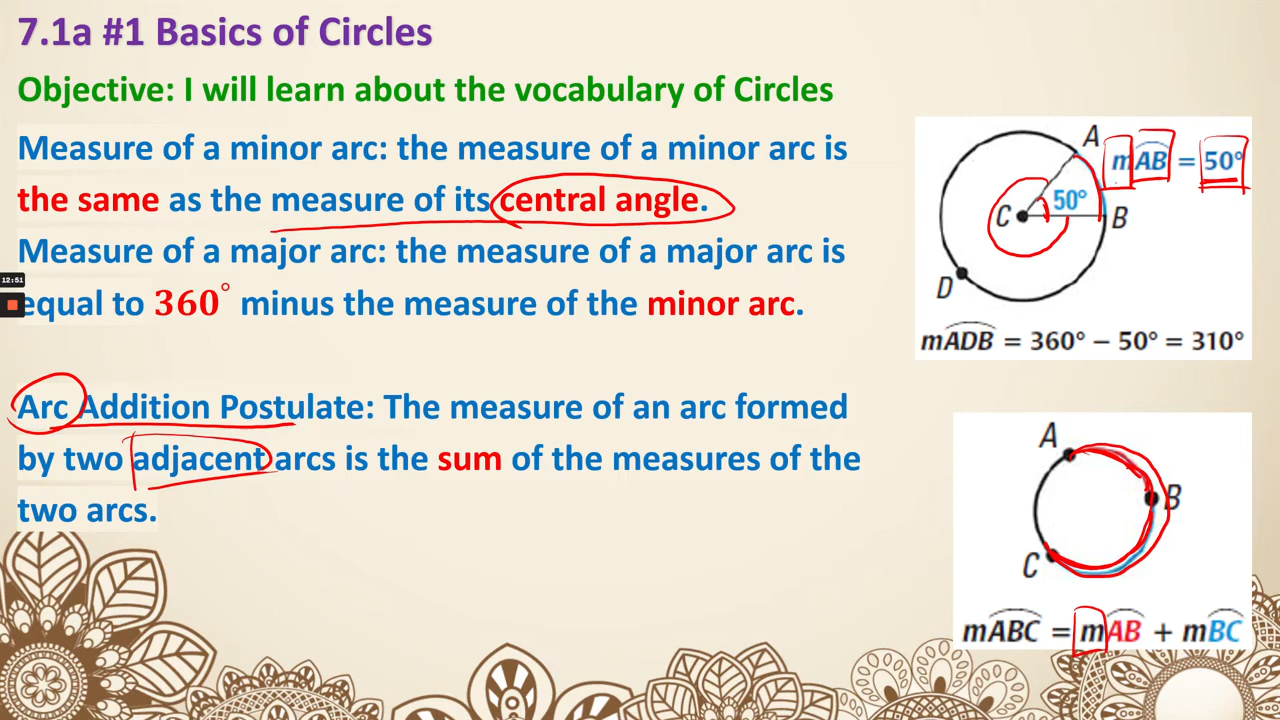 7.1a #1 Basics of Circles
Objective: I will learn about the vocabulary of Circles
Measure of a minor arc: the measure of a minor arc is
the same as the measure of its central angle.
Measure of a major arc: the measure of a major arc is
equal to 360° minus the measure of the minor arc.
12:51
Arc Addition Postulate: The measure of an arc formed
by two adjacent arcs is the sum of the measures of the
two arcs.
A
mAB = 50°
50°
C
B
D
mADB = 360° − 50° = 310°
A
B
C
mABC = mAB + mBC